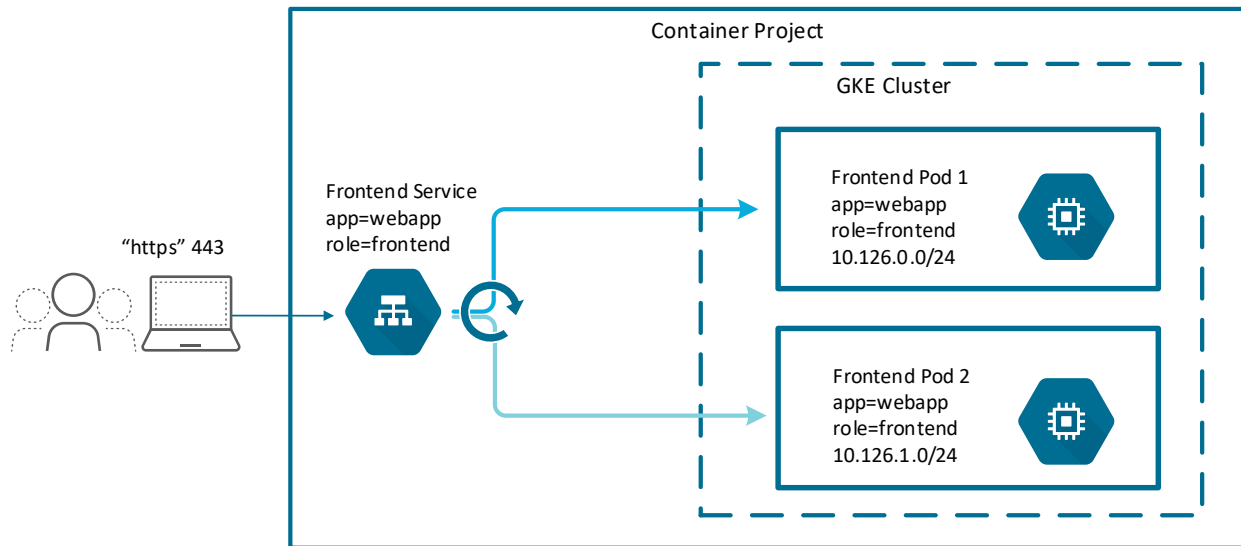 Container Project
GKE Cluster
Frontend Service
app=webapp
role=frontend
“https” 443
Frontend Pod 1
app=webapp
role=frontend
10.126.0.0/24
Frontend Pod 2
app=webapp
role=frontend
10.126.1.0/24